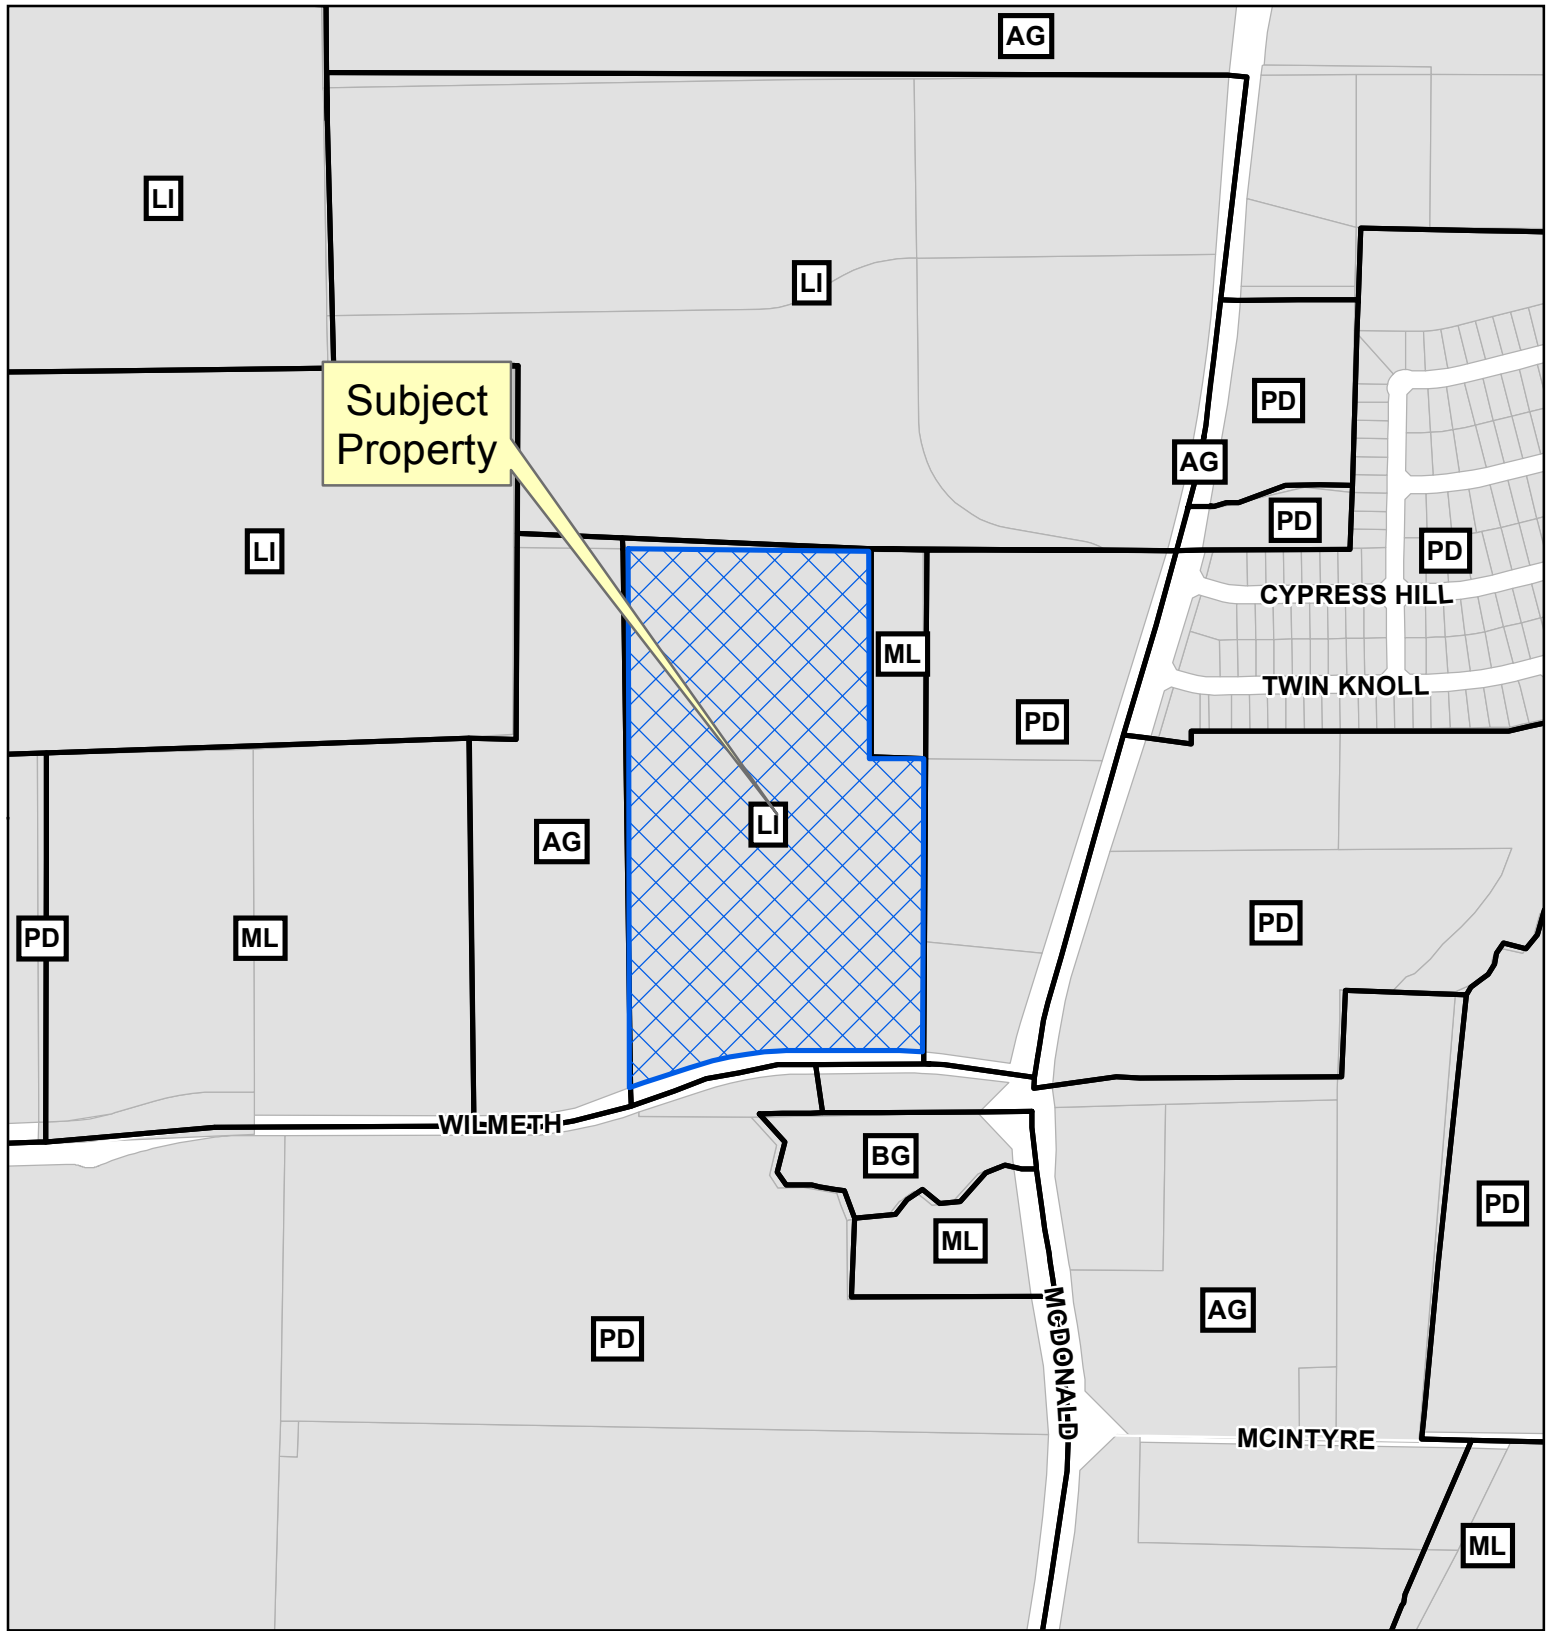 AG
LI
LI
Subject
Property
PD
AG
PD
LI
PD
CYPRESS HILL
ML
TWIN KNOLL
PD
LI
AG
PD
PD
ML
WILMETH
BG
PD
ML
AG
PD
MCDONALD
MCINTYRE
ML